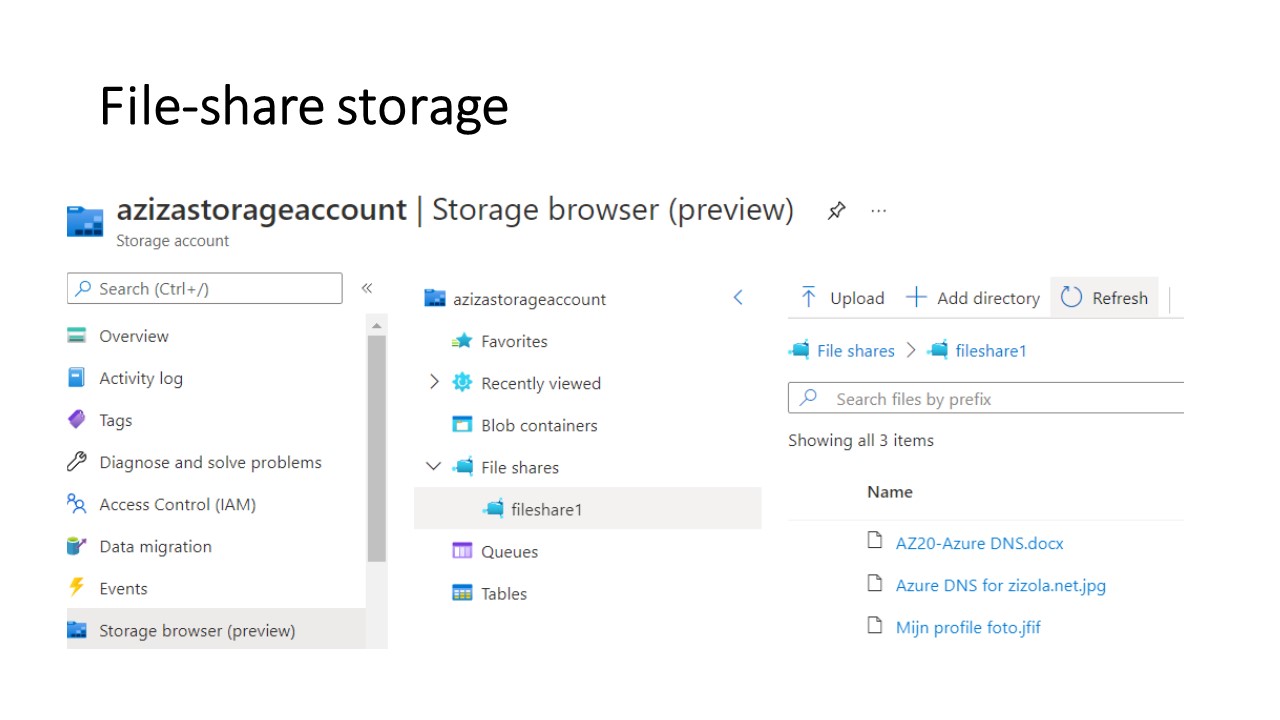 File-share storage
azizastorageaccount | Storage browser (preview) ...
Storage account
Search (Ctrl+/) «
Overview
Activity log
Tags
Diagnose and solve problems
Access Control (IAM)
Data migration
Events
Storage browser (preview)
azizastorageaccount
Favorites
Recently viewed
Blob containers
File shares
fileshare1
Queues
Tables
Upload Add directory Refresh
File shares > fileshare1
Search files by prefix
Showing all 3 items
Name
AZ20-Azure DNS.docx
Azure DNS for zizola.net.jpg
Mijn profile foto.jfif